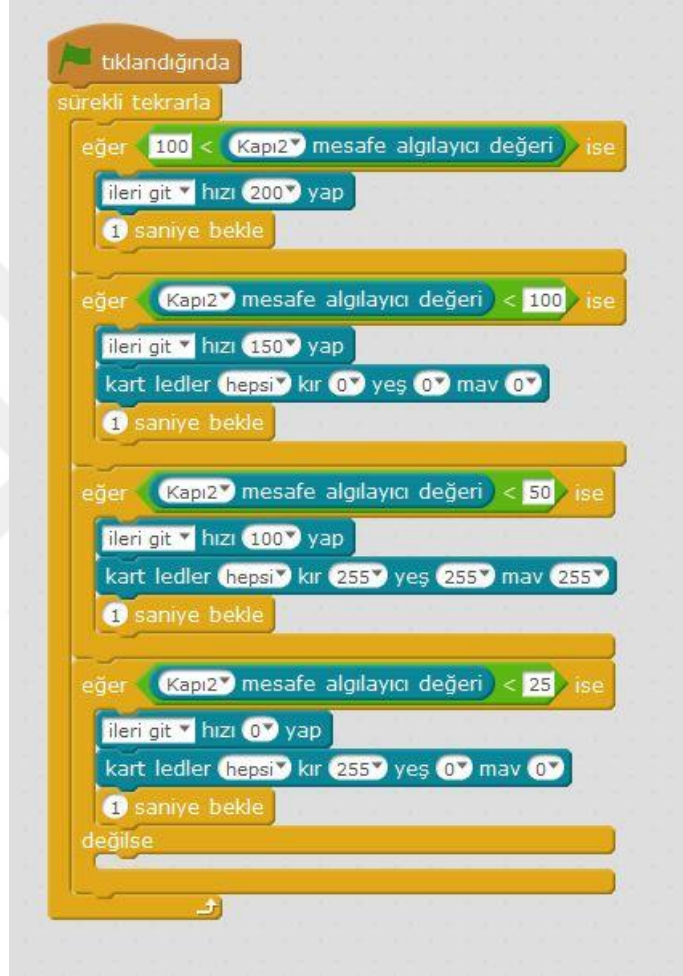 tıklandığında
sürekli tekrarla
eğer 100 < Kapı2 mesafe algılayıcı değeri ise
ileri git hızı 200 yap
1 saniye bekle
eğer Kapı2 mesafe algılayıcı değeri < 100 ise
ileri git hızı 150 yap
kart ledler hepsi kır 0 yeş 0 mav 0
1 saniye bekle
eğer Kapı2 mesafe algılayıcı değeri < 50 ise
ileri git hızı 100 yap
kart ledler hepsi kır 255 yeş 255 mav 255
1 saniye bekle
eğer Kapı2 mesafe algılayıcı değeri < 25 ise
ileri git hızı 0 yap
kart ledler hepsi kır 255 yeş 0 mav 0
1 saniye bekle
değilse